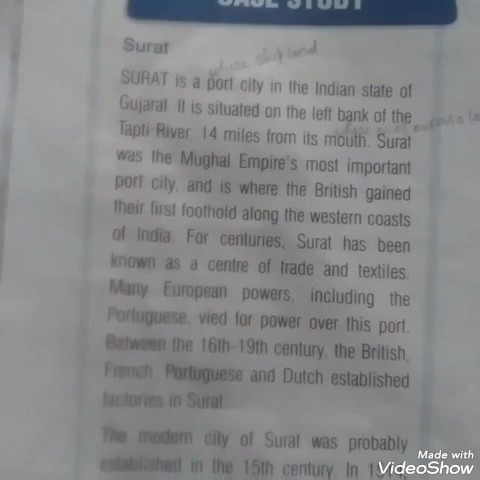 CASE STUDY
Surat
SURAT is a port city in the Indian state of
Gujarat. It is situated on the left bank of the
Tapti River, 14 miles from its mouth. Surat
was the Mughal Empire's most important
port city, and is where the British gained
their first foothold along the western coasts
of India. For centuries, Surat has been
known as a centre of trade and textiles.
Many European powers, including the
Portuguese, vied for power over this port.
Between the 16th-19th century, the British,
French Portuguese and Dutch established
factories in Surat.
The modern city of Surat was probably
established in the 15th century. In
Made with
VideoShow